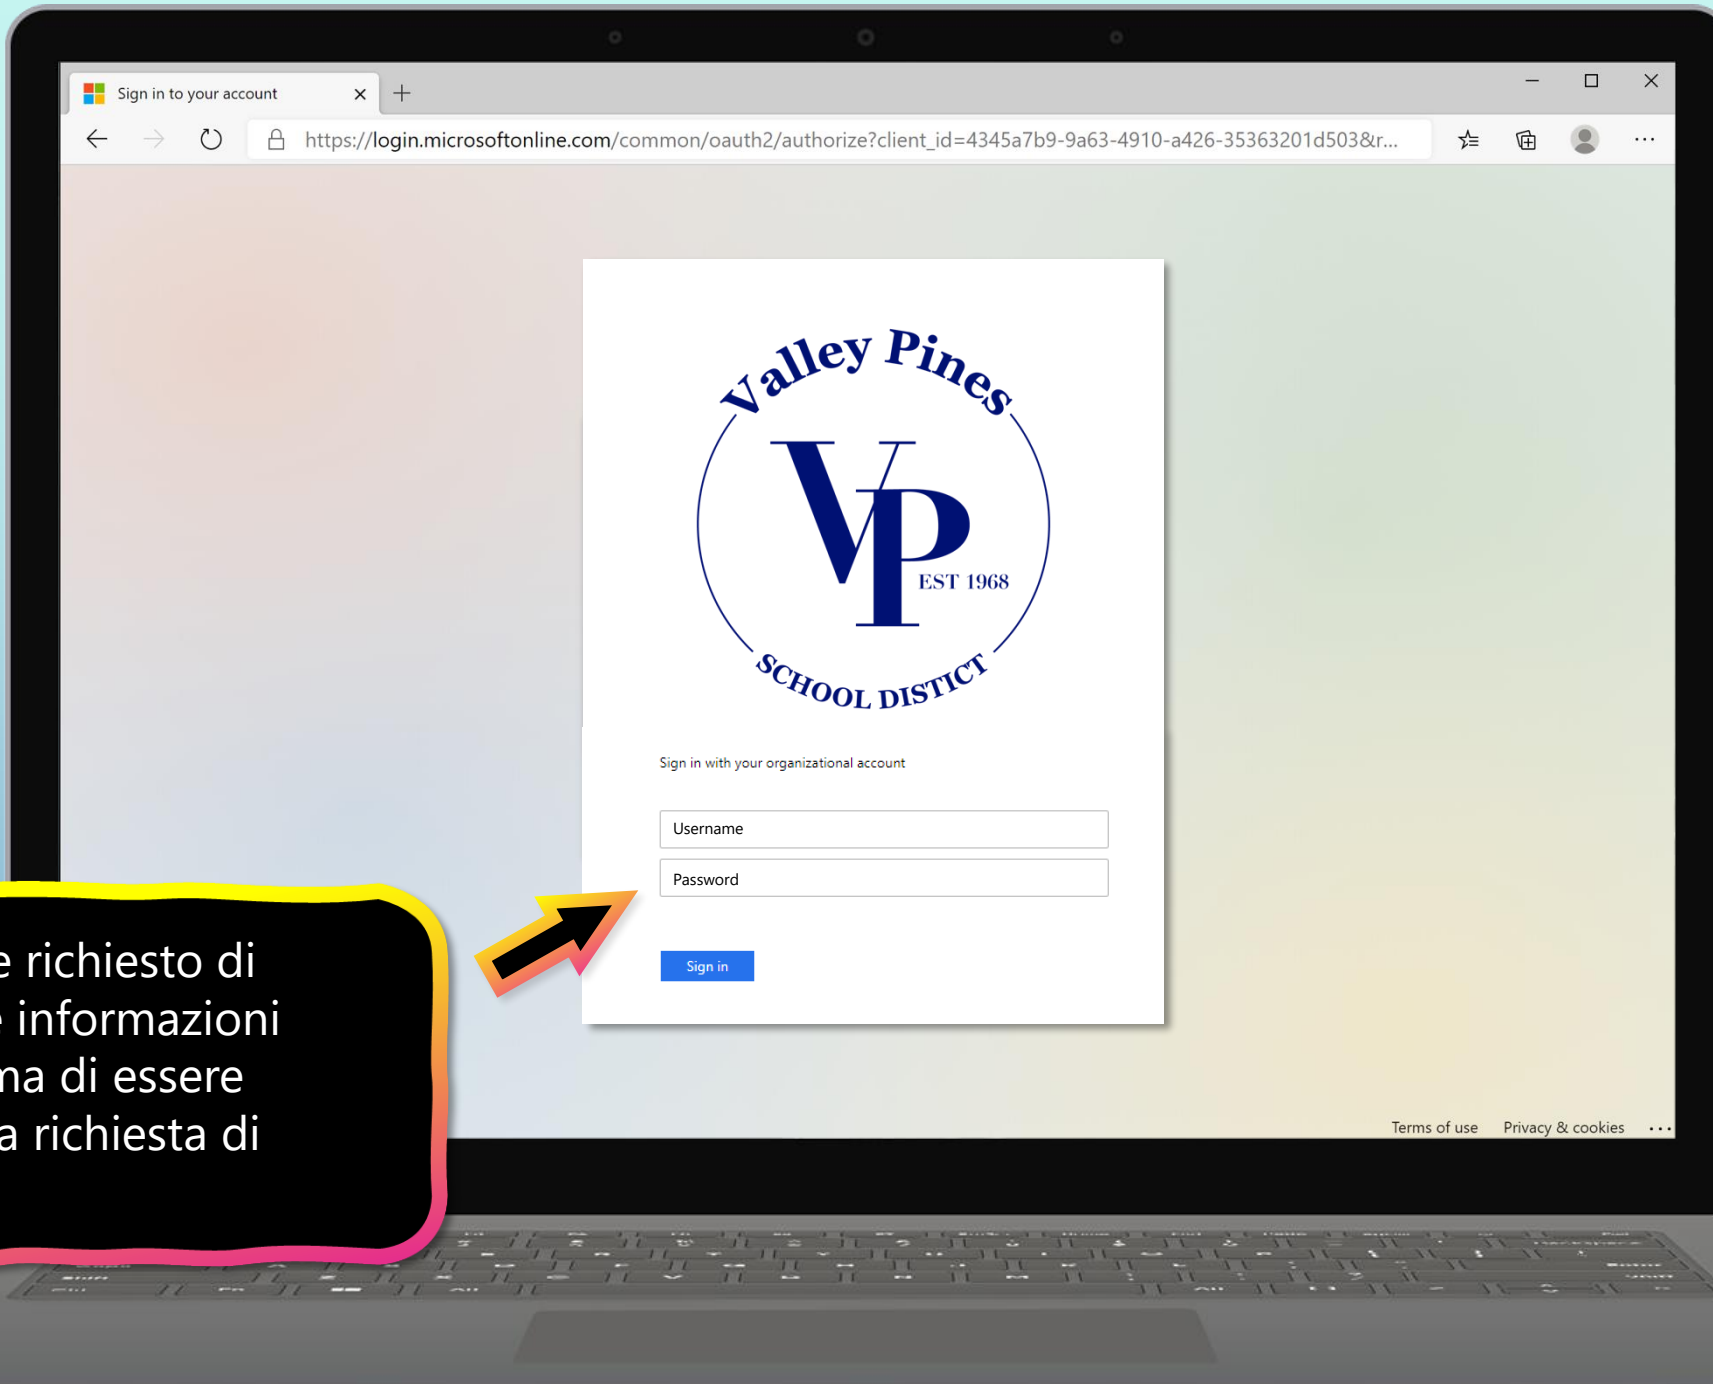 Sign in to your account
https://login.microsoftonline.com/common/oauth2/authorize?client_id=4345a7b9-9a63-4910-a426-35363201d503&r...
Valley Pines
VP
EST 1968
SCHOOL DISTICT
Sign in with your organizational account
Username
Password
Sign in
richiesto di
informazioni
di essere
richiesta di
Terms of use Privacy & cookies ...